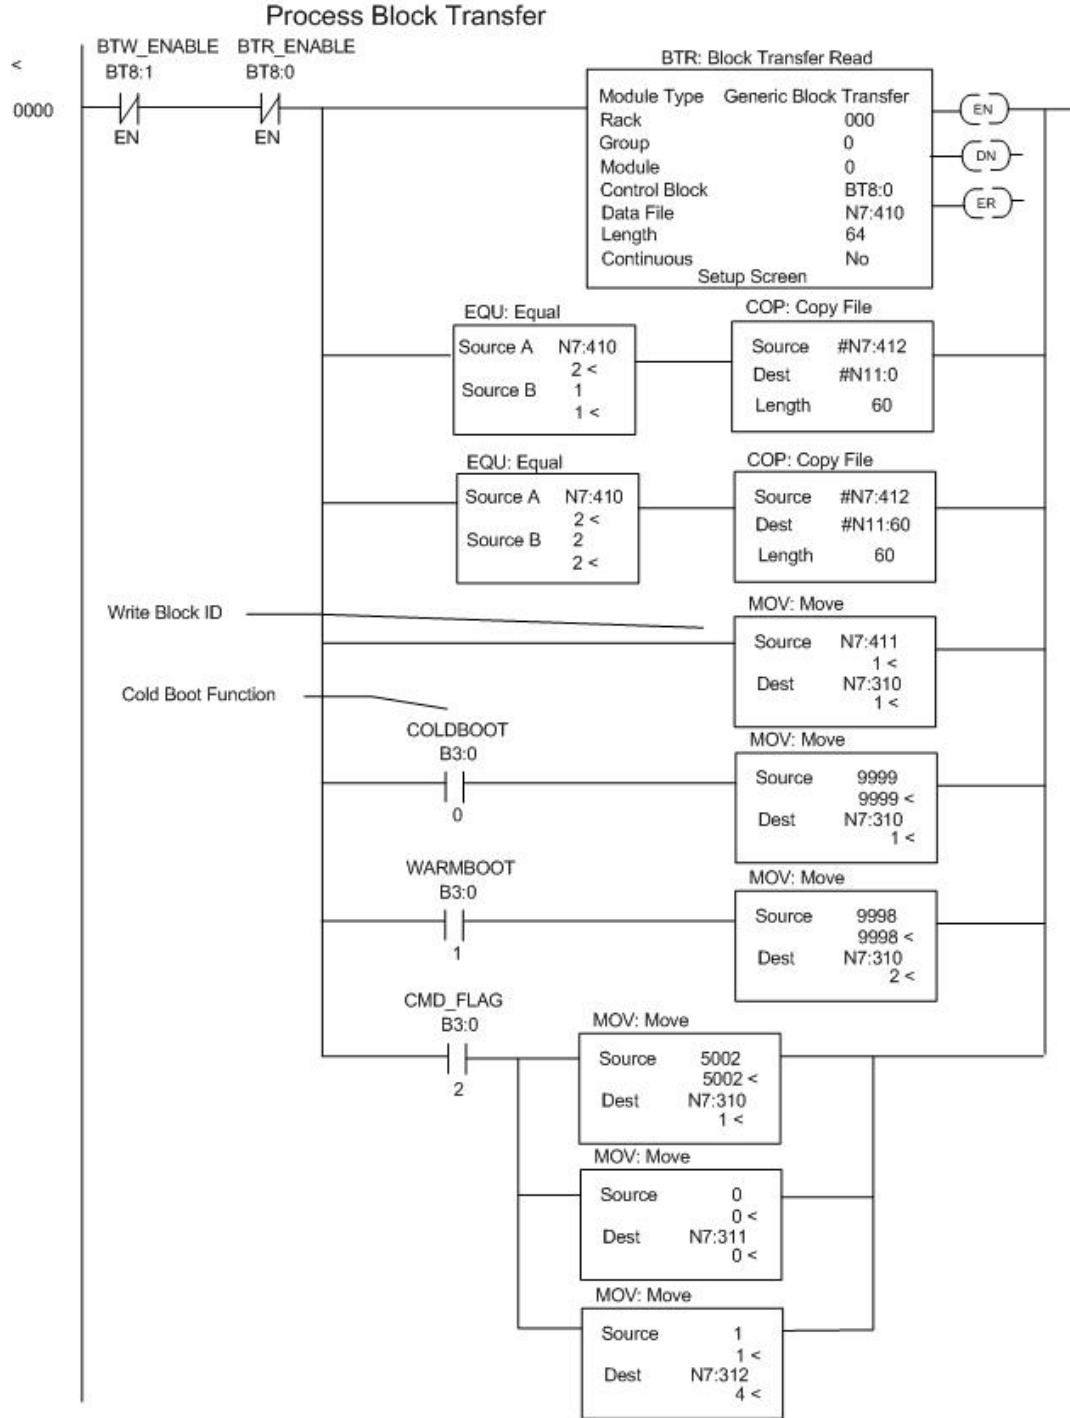 Process Block Transfer
BTW_ENABLE BTR_ENABLE
BT8:1 BT8:0
<
0000
EN EN
BTR: Block Transfer Read
Module Type Generic Block Transfer
Rack 000
Group 0
Module 0
Control Block BT8:0
Data File N7:410
Length 64
Continuous No
Setup Screen
EN
DN
ER
EQU: Equal
Source A N7:410
2 <
Source B 1
1 <
COP: Copy File
Source #N7:412
Dest #N11:0
Length 60
EQU: Equal
Source A N7:410
2 <
Source B 2
2 <
COP: Copy File
Source #N7:412
Dest #N11:60
Length 60
Write Block ID
MOV: Move
Source N7:411
1 <
Dest N7:310
1 <
Cold Boot Function
COLDBOOT
B3:0
0
MOV: Move
Source 9999
9999 <
Dest N7:310
1 <
WARMBOOT
B3:0
1
MOV: Move
Source 9998
9998 <
Dest N7:310
2 <
CMD_FLAG
B3:0
2
MOV: Move
Source 5002
5002 <
Dest N7:310
1 <
MOV: Move
Source 0
0 <
Dest N7:311
0 <
MOV: Move
Source 1
1 <
Dest N7:312
4 <